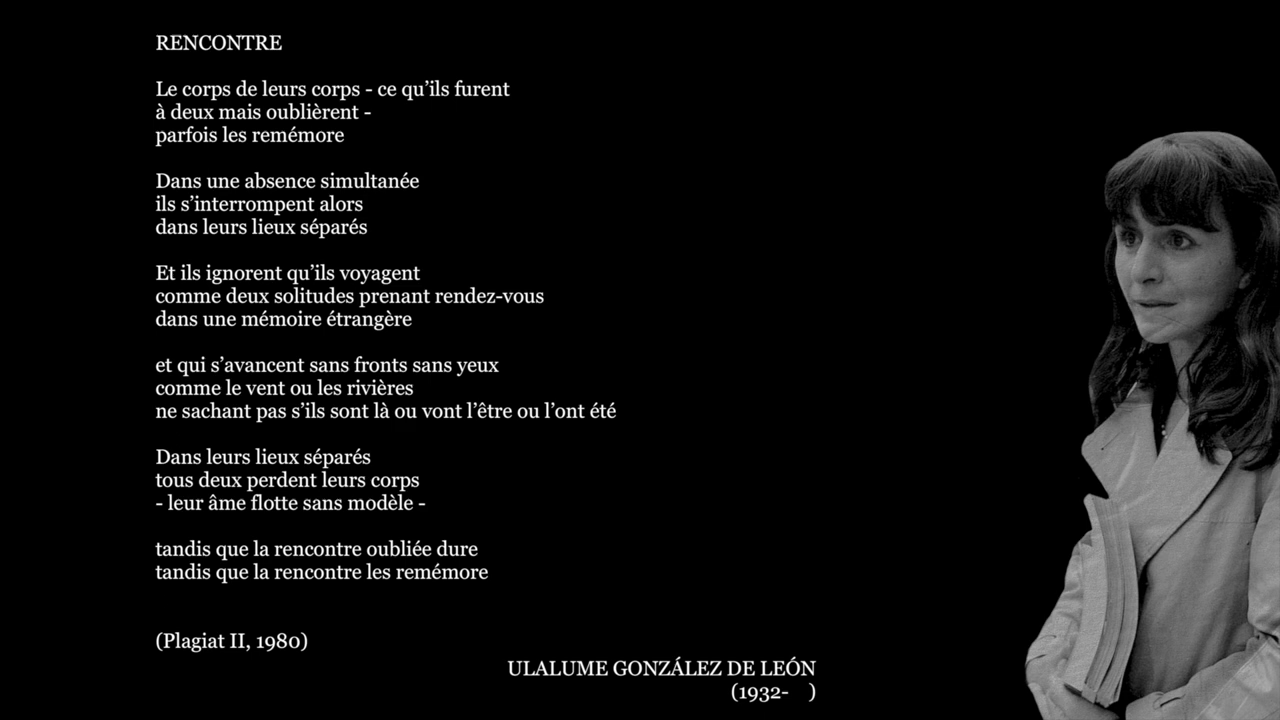 RENCONTRE
Le corps de leurs corps - ce qu’ils furent
à deux mais oublièrent -
parfois les remémore
Dans une absence simultanée
ils s’interrompent alors
dans leurs lieux séparés
Et ils ignorent qu’ils voyagent
comme deux solitudes prenant rendez-vous
dans une mémoire étrangère
et qui s’avancent sans fronts sans yeux
comme le vent ou les rivières
ne sachant pas s’ils sont là ou vont l’être ou l’ont été
Dans leurs lieux séparés
tous deux perdent leurs corps
- leur âme flotte sans modèle -
tandis que la rencontre oubliée dure
tandis que la rencontre les remémore
(Plagiat II, 1980)
ULALUME GONZÁLEZ DE LEÓN
(1932- )